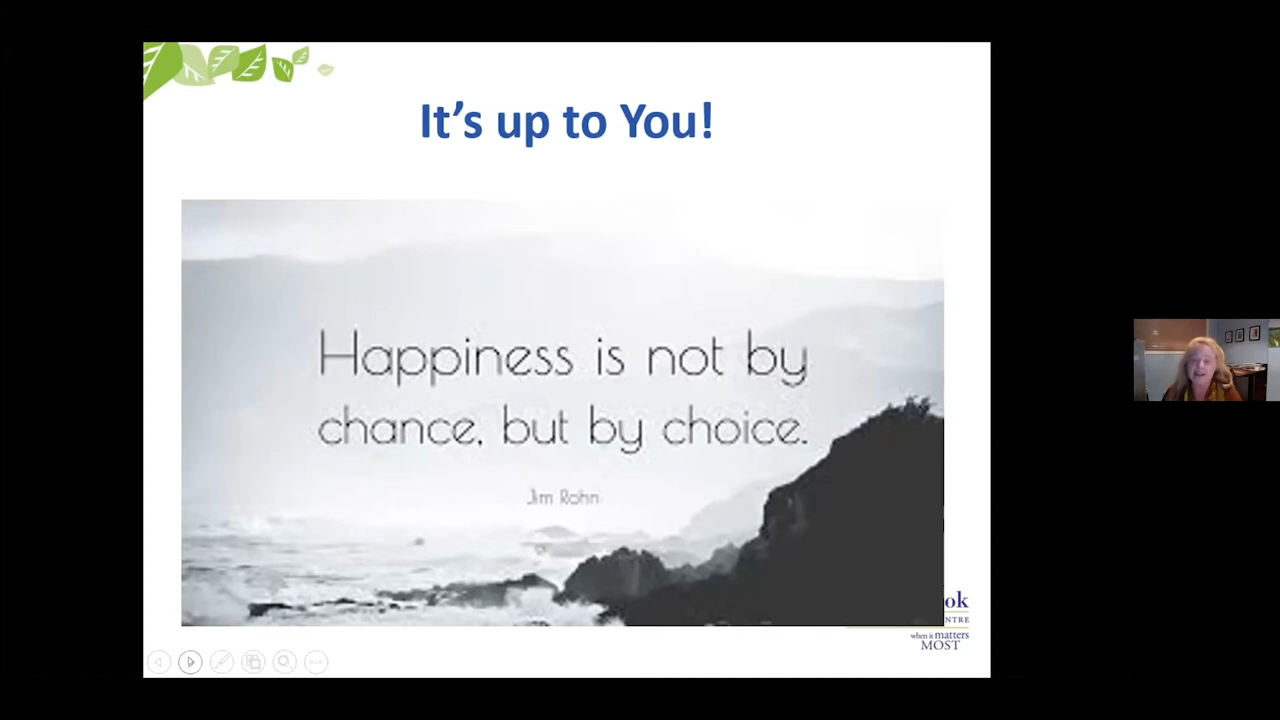 It's up to You!
Happiness is not by
chance, but by choice.
Jim Rohn
ok
NTRE
when it matters
MOST